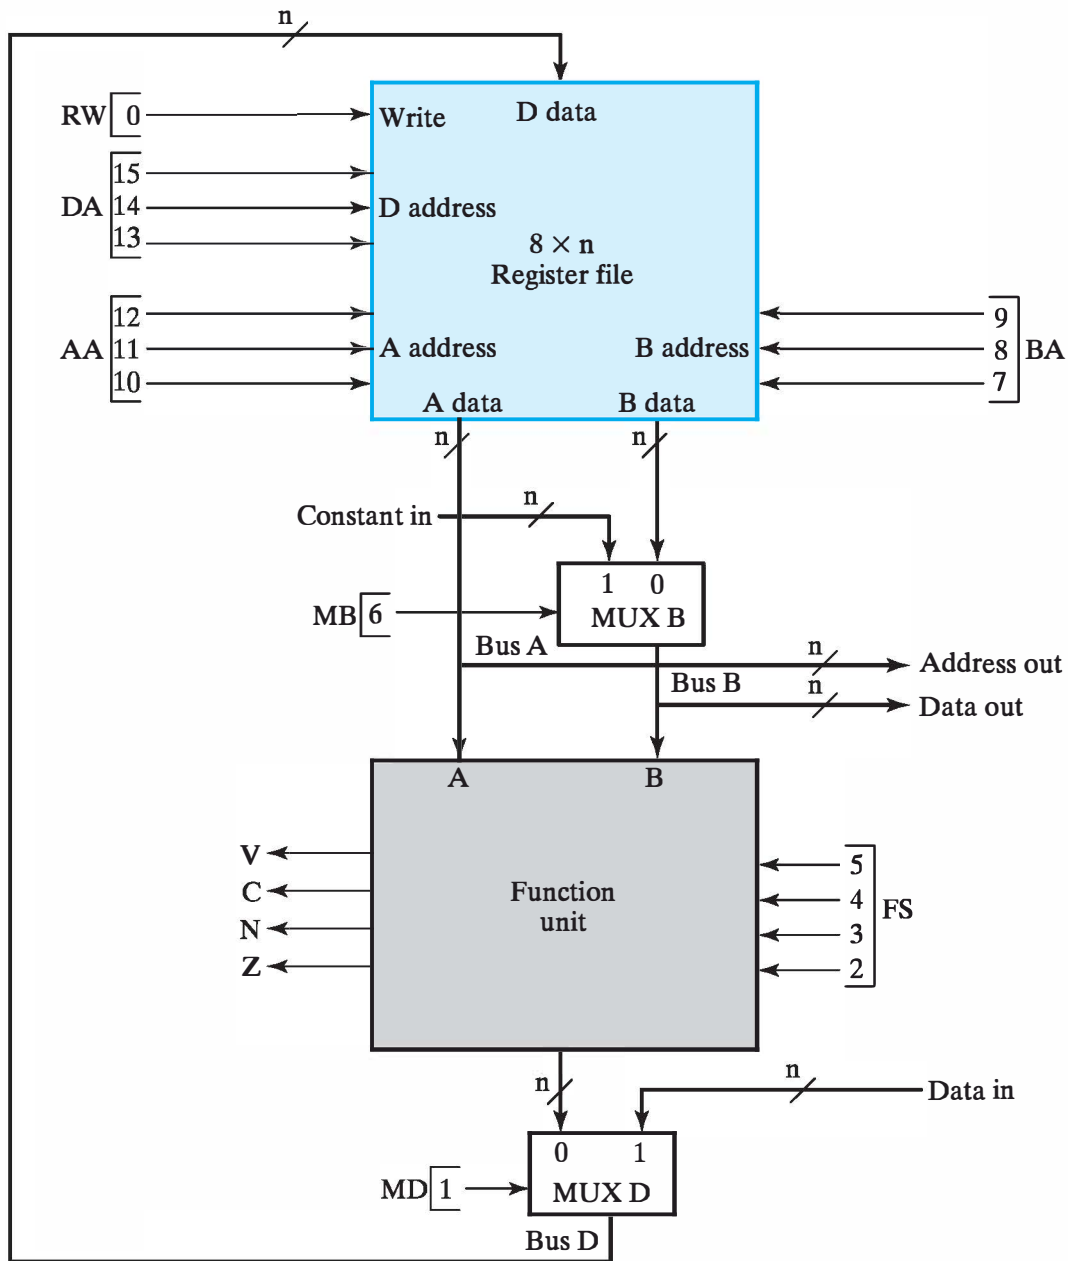 n
RW 0
Write
D data
15
DA 14
D address
13
8 × n
Register file
12
9
AA 11
A address
B address
8 BA
10
7
A data
B data
n
n
Constant in
n
1 0
MB 6
MUX B
Bus A
n
Address out
Bus B
n
Data out
A
B
V
C
N
Z
Function
unit
5
4
FS
3
2
n
n
Data in
0 1
MD 1
MUX D
Bus D